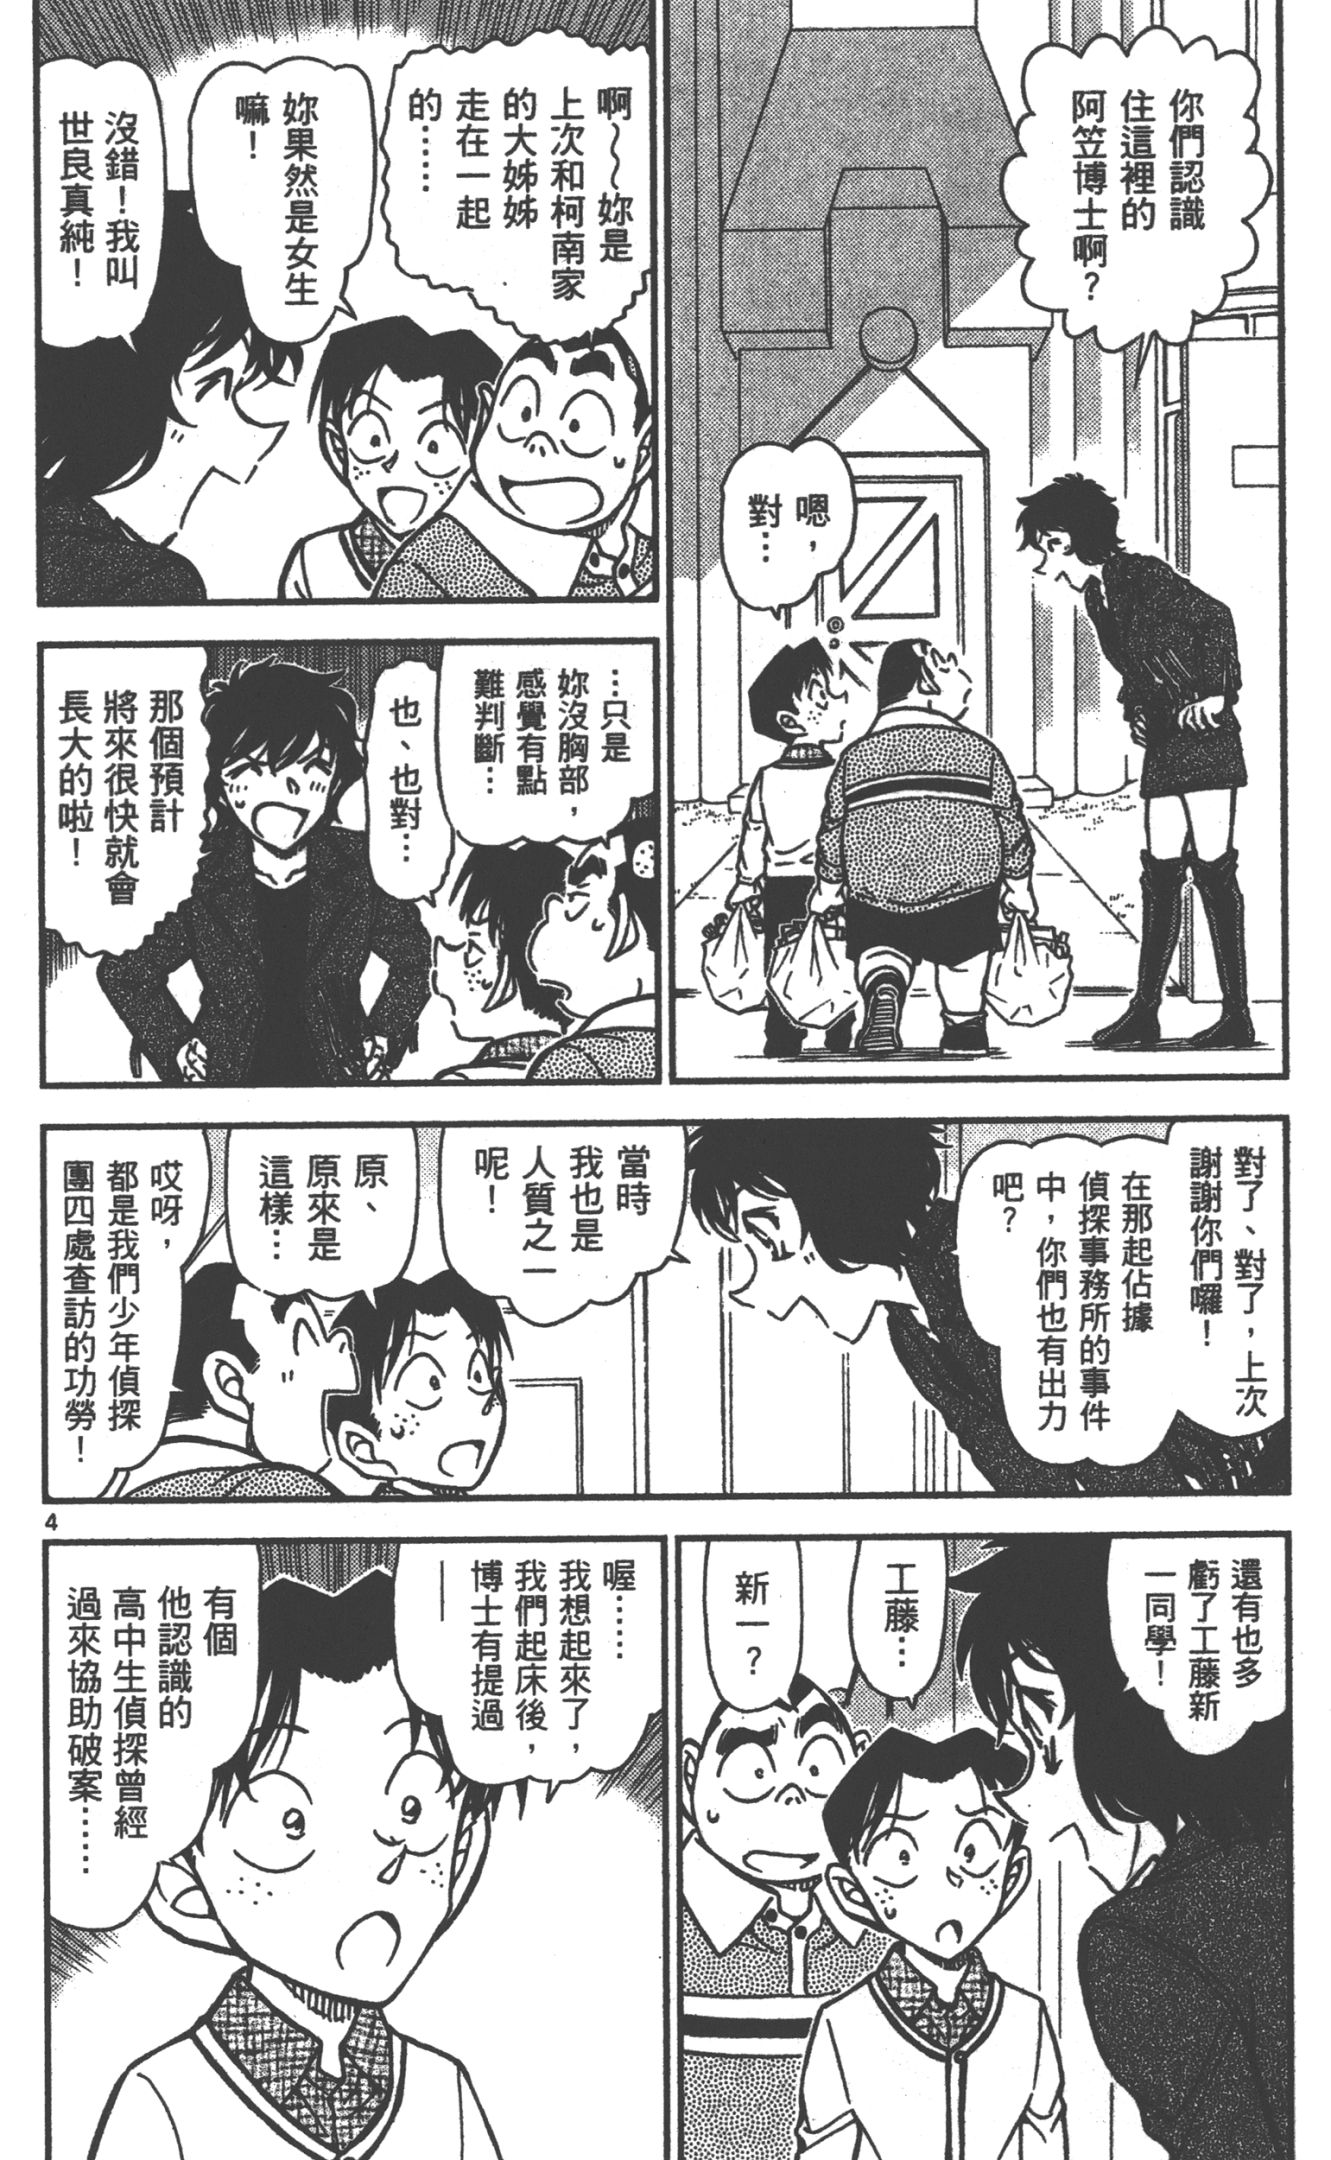 你們認識
住這裡的
阿笠博士啊？
嗯，
對…
啊～～妳是
上次和柯南家
的大姊姊
走在一起
的……
妳果然是女生
嘛！
沒錯！我叫
世良真純！
…只是
妳沒胸部，
感覺有點
難判斷…
也、也對…
那個預計
將來很快就會
長大的啦！
對了、對了，上次
謝謝你們囉！
在那起佔據
偵探事務所的事件
中，你們也有出力
吧？
當時
我也是
人質之一
呢！
原、
原來是
這樣…
哎呀，
都是我們少年偵探
團四處查訪的功勞！
還有也多
虧了工藤新
一同學！
工藤…
新一？
喔……
我想起來了，
我們起床後，
博士有提過
——
有個
他認識的
高中生偵探曾經
過來協助破案……
4